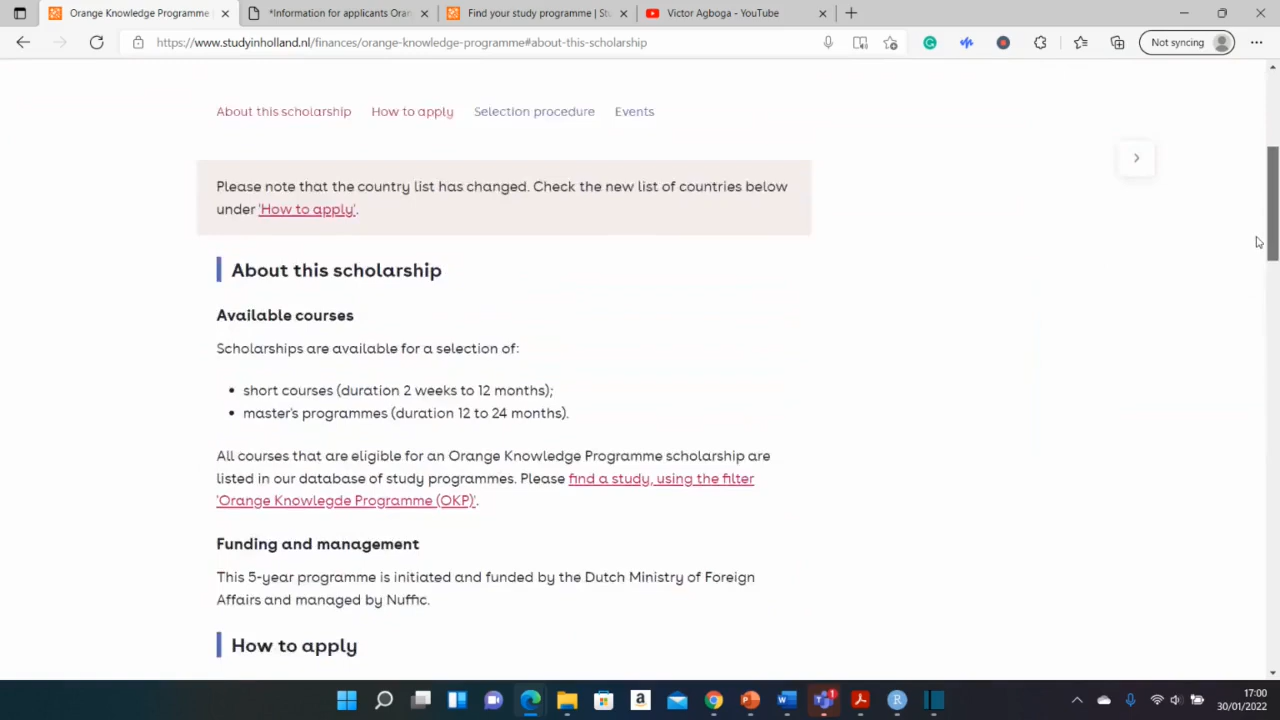 Orange Knowledge Programme
*Information for applicants Oran
Find your study programme | Stu
Victor Agboga - YouTube
https://www.studyinholland.nl/finances/orange-knowledge-programme#about-this-scholarship
Not syncing
About this scholarship How to apply Selection procedure Events
Please note that the country list has changed. Check the new list of countries below
under 'How to apply'.
About this scholarship
Available courses
Scholarships are available for a selection of:
• short courses (duration 2 weeks to 12 months);
• master's programmes (duration 12 to 24 months).
All courses that are eligible for an Orange Knowledge Programme scholarship are
listed in our database of study programmes. Please find a study, using the filter
'Orange Knowlegde Programme (OKP)'.
Funding and management
This 5-year programme is initiated and funded by the Dutch Ministry of Foreign
Affairs and managed by Nuffic.
How to apply
1
17:00
30/01/2022